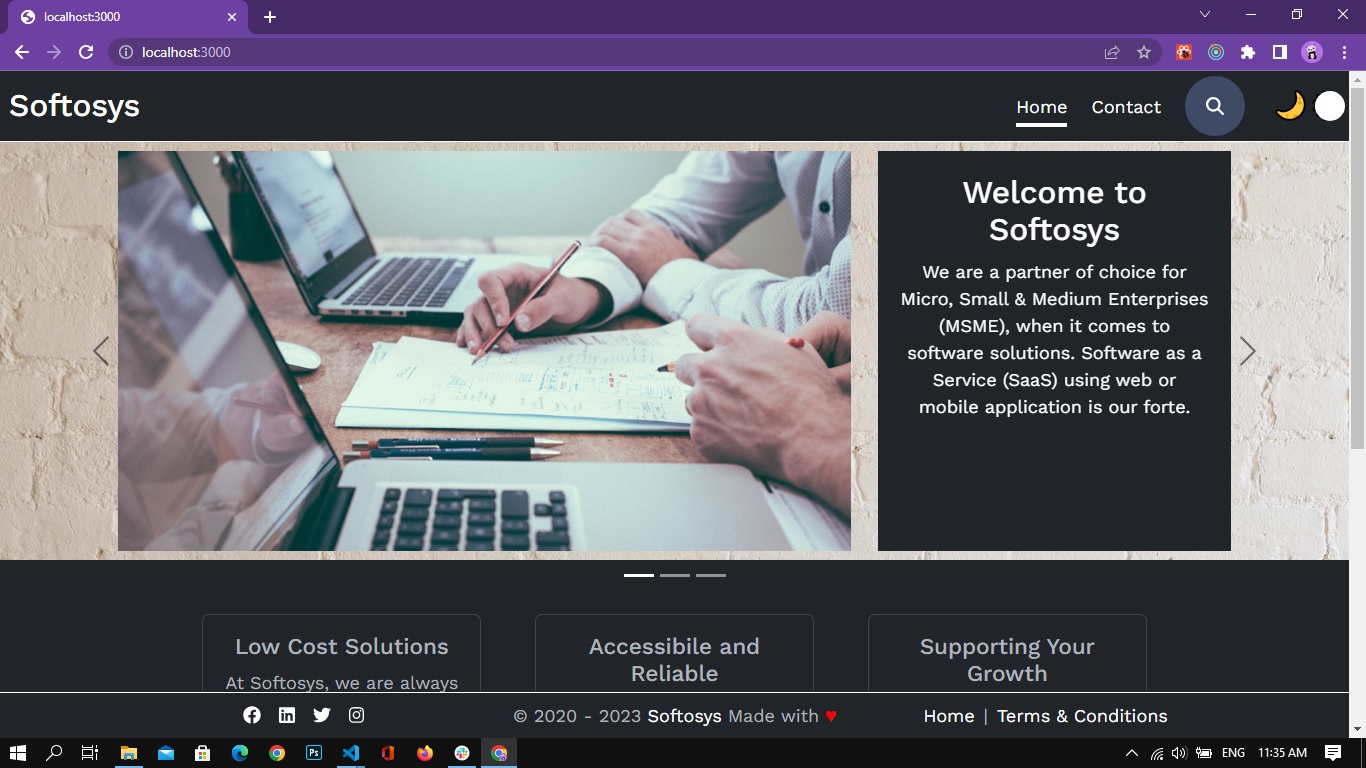 localhost:3000
localhost:3000
Softosys
Home
Contact
Welcome to
Softosys
We are a partner of choice for
Micro, Small & Medium Enterprises
(MSME), when it comes to
software solutions. Software as a
Service (SaaS) using web or
mobile application is our forte.
Low Cost Solutions
At Softosys, we are always
Accessibile and
Reliable
Supporting Your
Growth
© 2020 - 2023 Softosys Made with ♥
Home | Terms & Conditions
Ps
ENG
11:35 AM